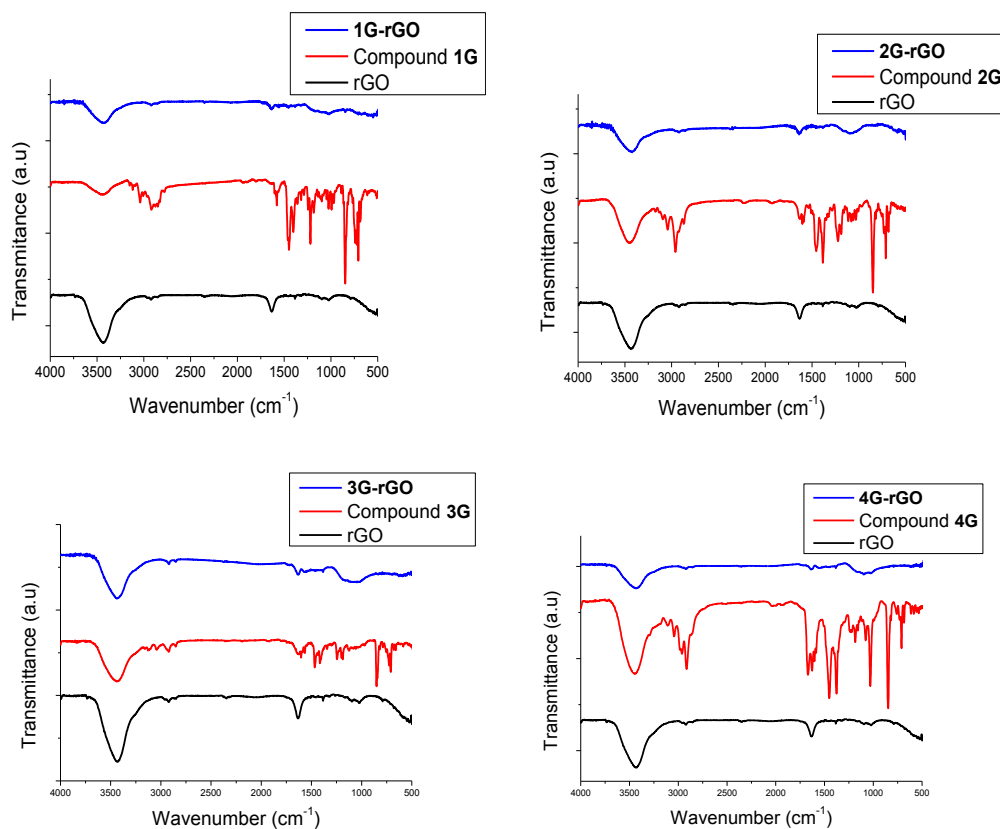 1G-rGO
Compound 1G
rGO
Transmitance (a.u)
4000 3500 3000 2500 2000 1500 1000 500
Wavenumber (cm⁻¹)
2G-rGO
Compound 2G
rGO
Transmittance (a.u)
4000 3500 3000 2500 2000 1500 1000 500
Wavenumber (cm⁻¹)
3G-rGO
Compound 3G
rGO
Transmittance (a.u)
4000 3500 3000 2500 2000 1500 1000 500
Wavenumber (cm⁻¹)
4G-rGO
Compound 4G
rGO
Transmittance (a.u)
4000 3500 3000 2500 2000 1500 1000 500
Wavenumber (cm⁻¹)